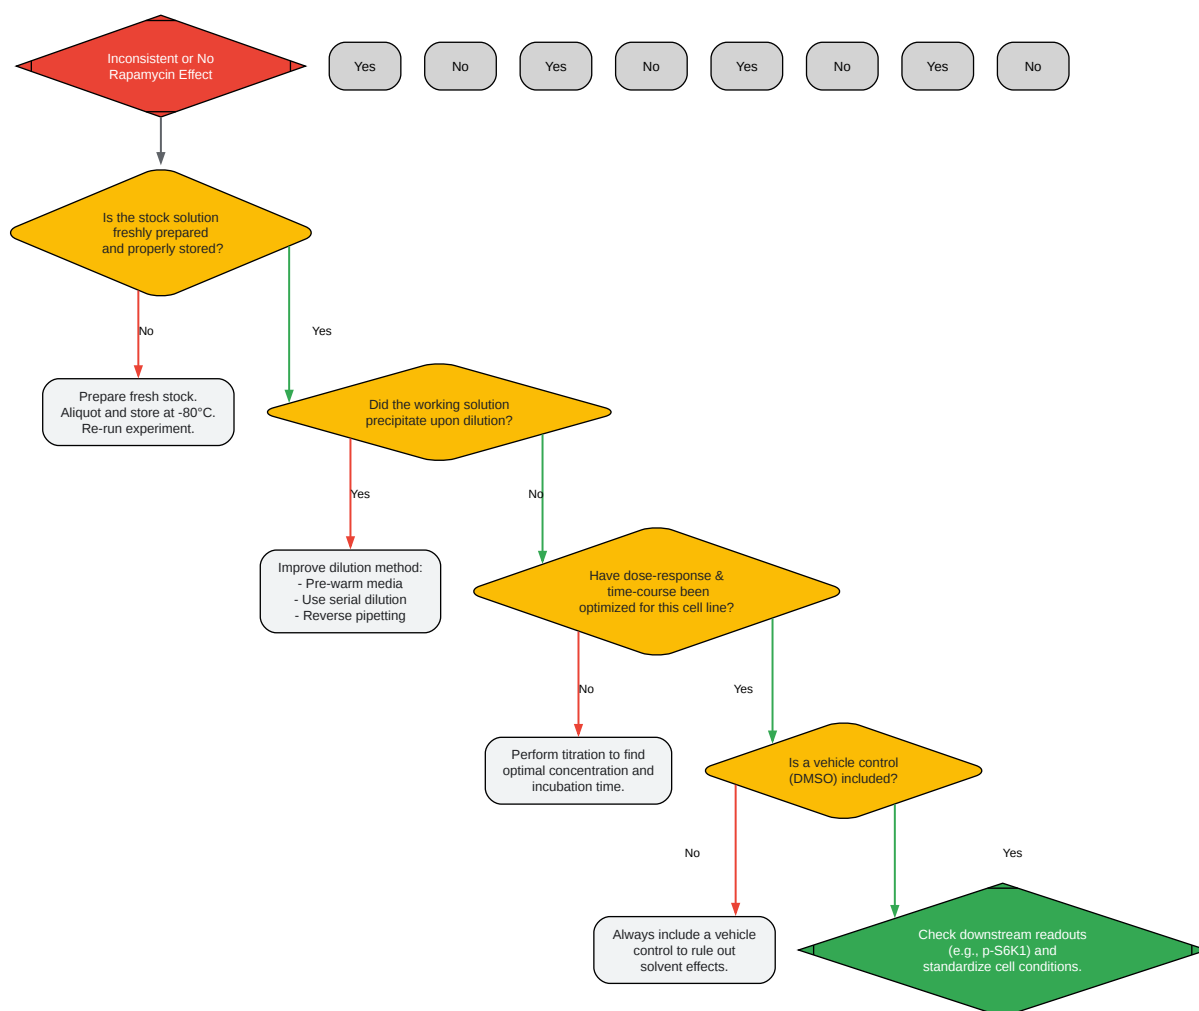 Inconsistent or No
Rapamycin Effect
Yes
No
Yes
No
Yes
No
Yes
No
Is the stock solution
freshly prepared
and properly stored?
No
Yes
Prepare fresh stock.
Aliquot and store at -80°C.
Re-run experiment.
Did the working solution
precipitate upon dilution?
Yes
No
Improve dilution method:
- Pre-warm media
- Use serial dilution
- Reverse pipetting
Have dose-response &
time-course been
optimized for this cell line?
No
Yes
Perform titration to find
optimal concentration and
incubation time.
Is a vehicle control
(DMSO) included?
No
Yes
Always include a vehicle
control to rule out
solvent effects.
Check downstream readouts
(e.g., p-S6K1) and
standardize cell conditions.